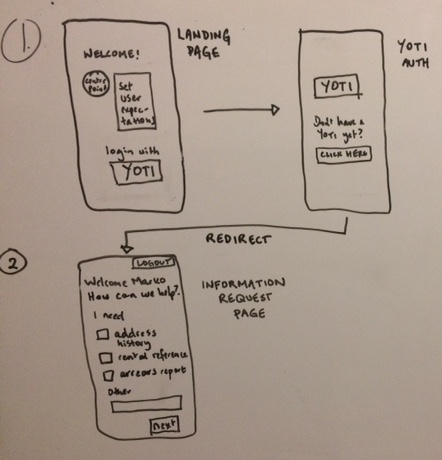 1.
WELCOME!
centre
point
Set
user
expec-
tations
login with
YOTI
LANDING
PAGE
YOTI
AUTH
YOTI
Don't have a
YOTI yet?
CLICK HERE
REDIRECT
2
LOGOUT
Welcome Marko
How can we help?
I need
address
history
rental reference
arrears report
Other
next
INFORMATION
REQUEST
PAGE